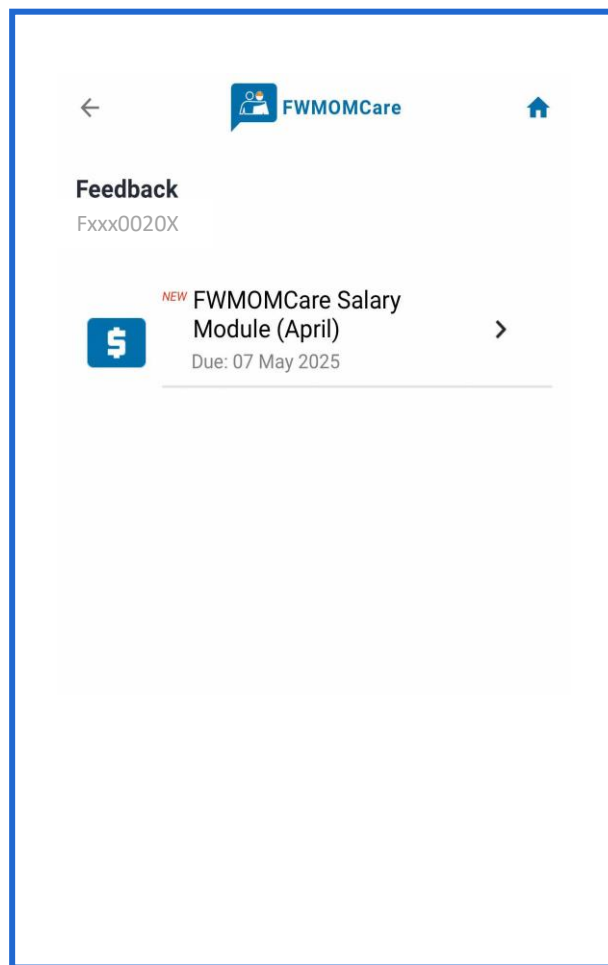 FWMOMCare
Feedback
Fxxx0020X
NEW FWMOMCare Salary
Module (April)
Due: 07 May 2025